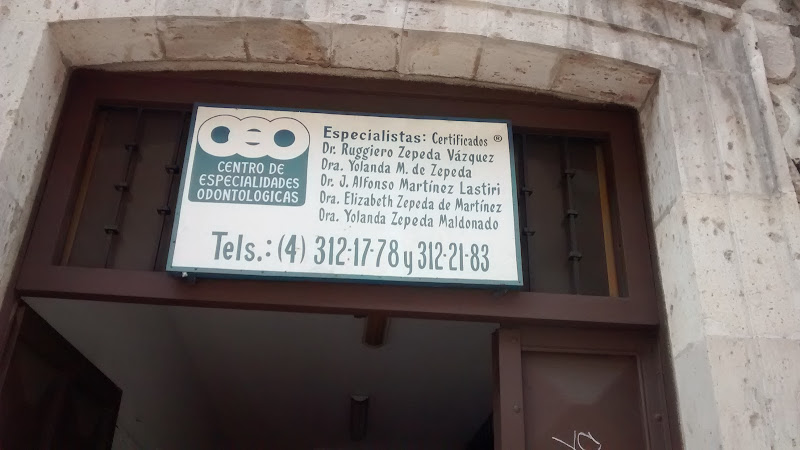 CEO
CENTRO DE
ESPECIALIDADES
ODONTOLOGICAS
Especialistas: Certificados ®
Dr. Ruggiero Zepeda Vázquez
Dra. Yolanda M. de Zepeda
Dr. J. Alfonso Martínez Lastiri
Dra. Elizabeth Zepeda de Martínez
Dra. Yolanda Zepeda Maldonado
Tels.: (4) 312-17-78 y 312-21-83